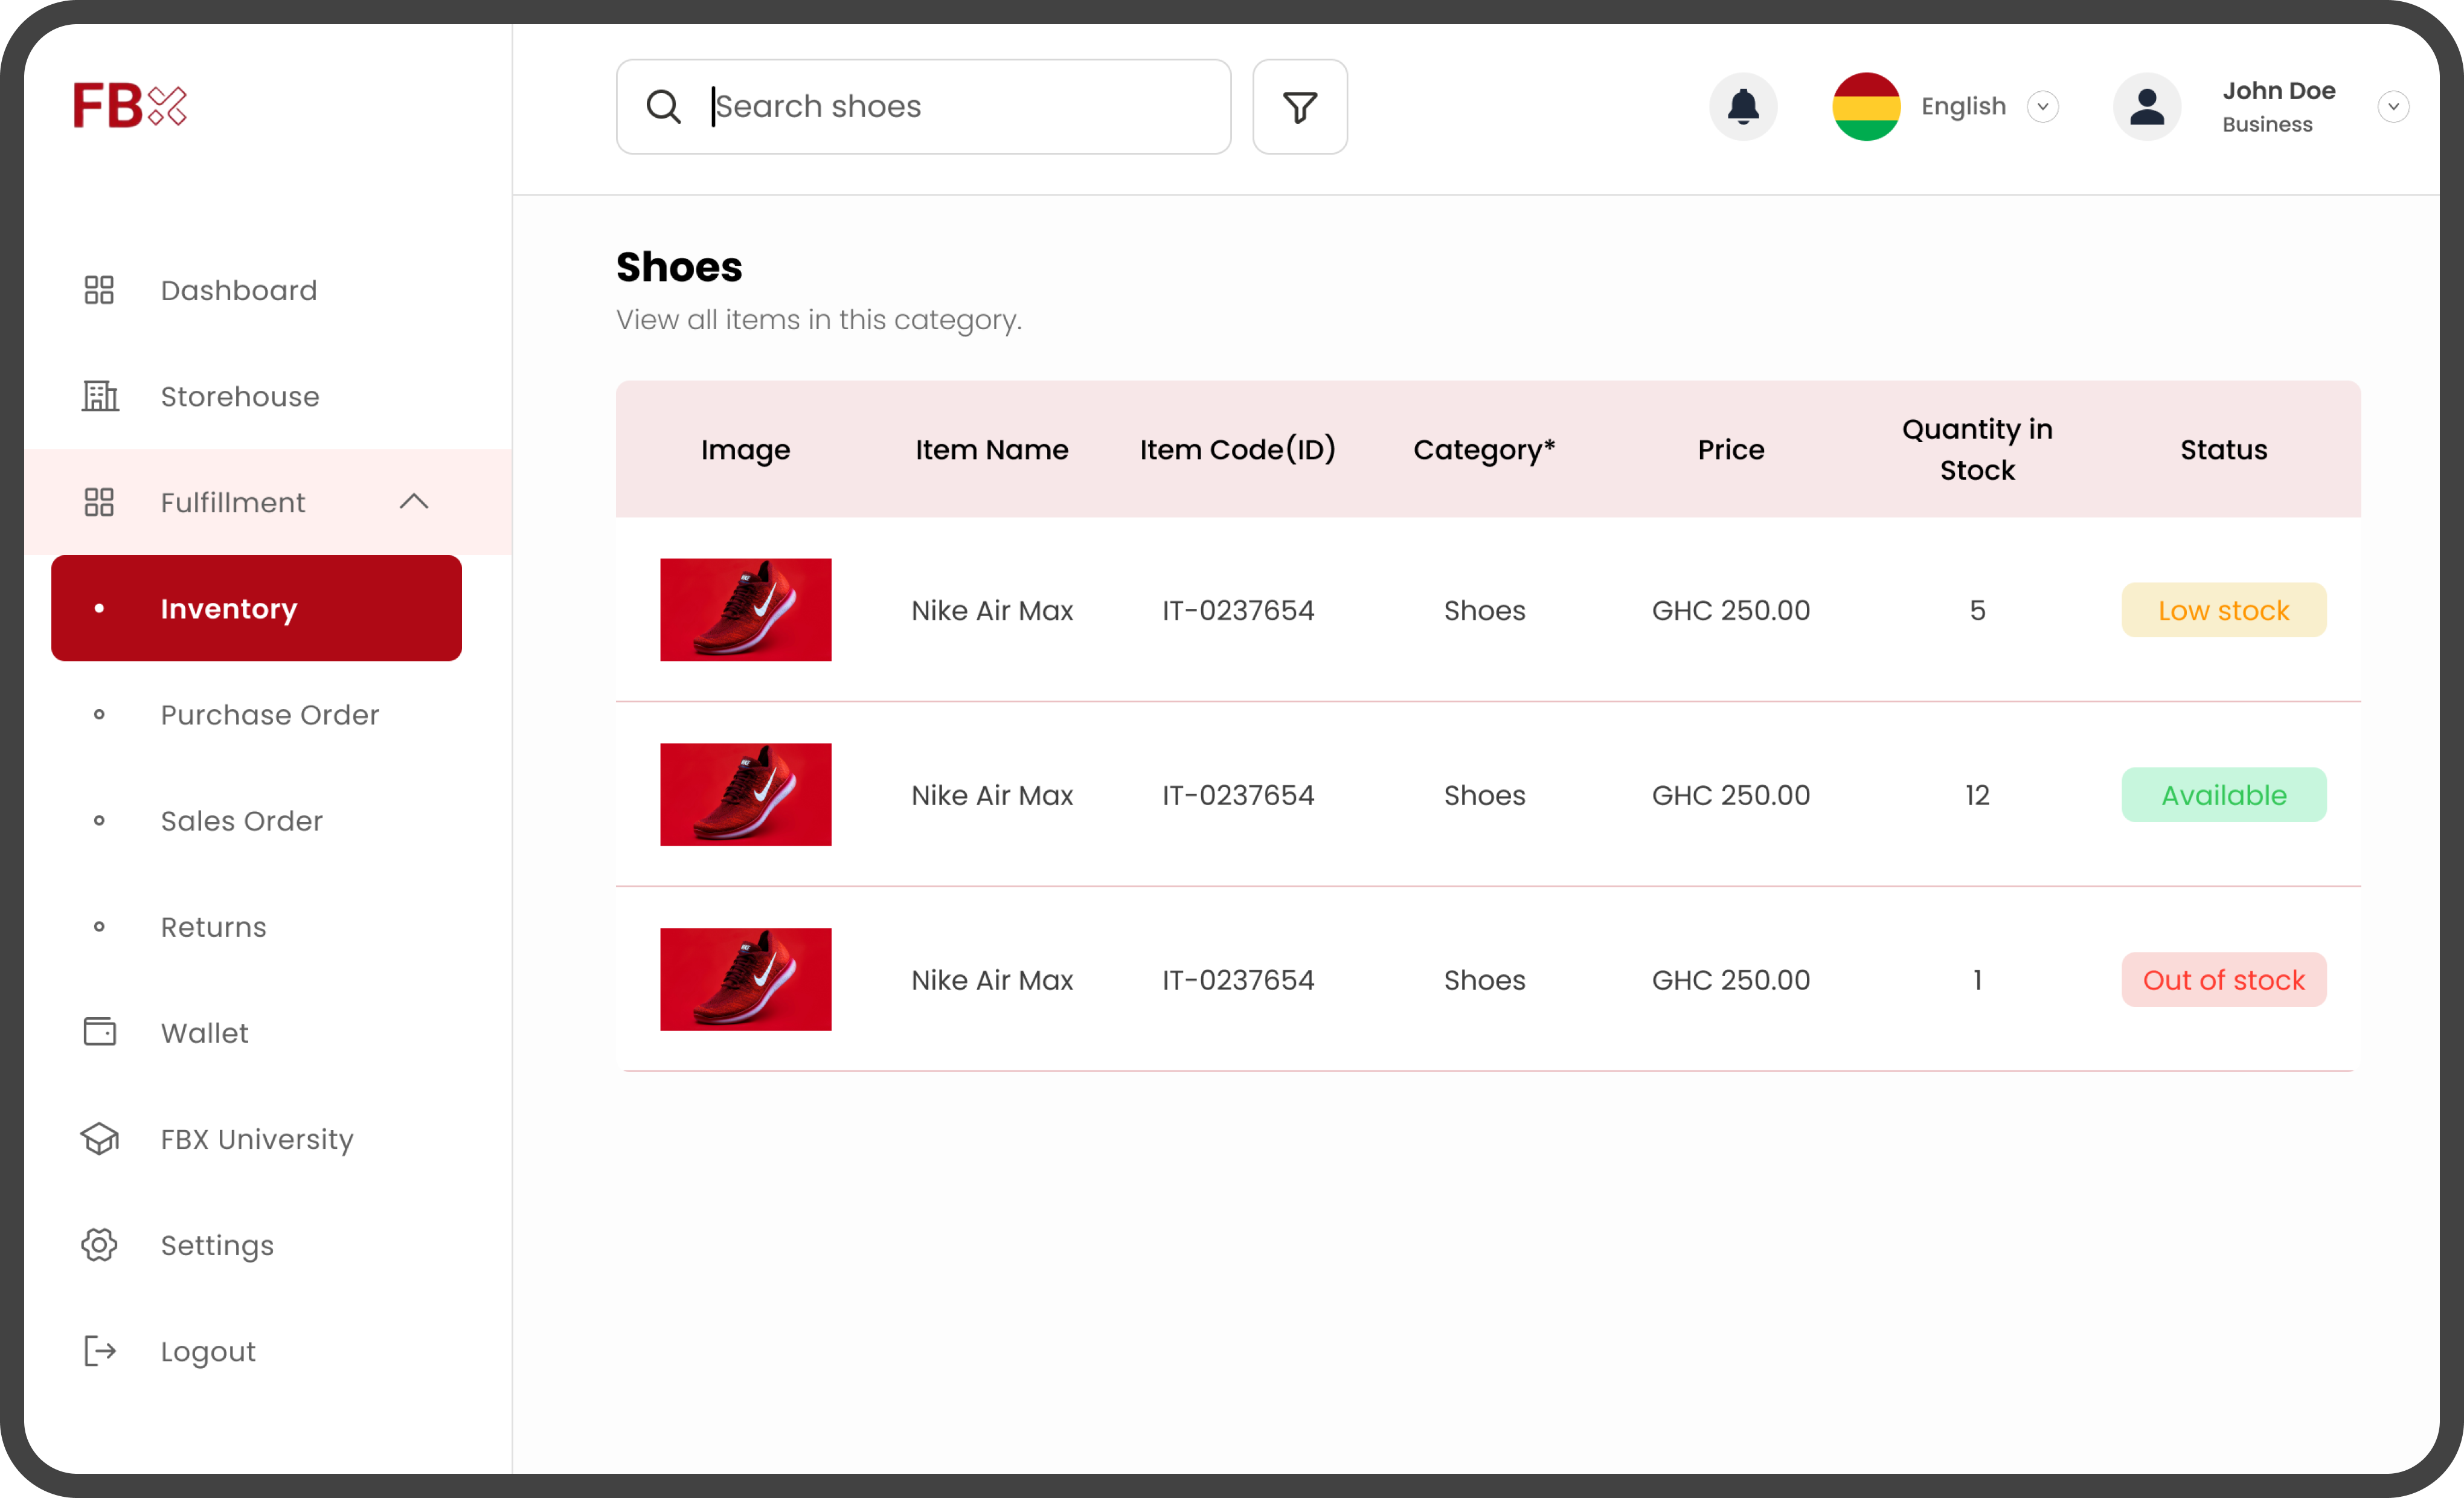 FBX
Search shoes
English
John Doe
Business
Dashboard
Storehouse
Fulfillment
Inventory
Purchase Order
Sales Order
Returns
Wallet
FBX University
Settings
Logout
Shoes
View all items in this category.
Image Item Name Item Code(ID) Category* Price Quantity in Stock Status
Nike Air Max IT-0237654 Shoes GHC 250.00 5 Low stock
Nike Air Max IT-0237654 Shoes GHC 250.00 12 Available
Nike Air Max IT-0237654 Shoes GHC 250.00 1 Out of stock